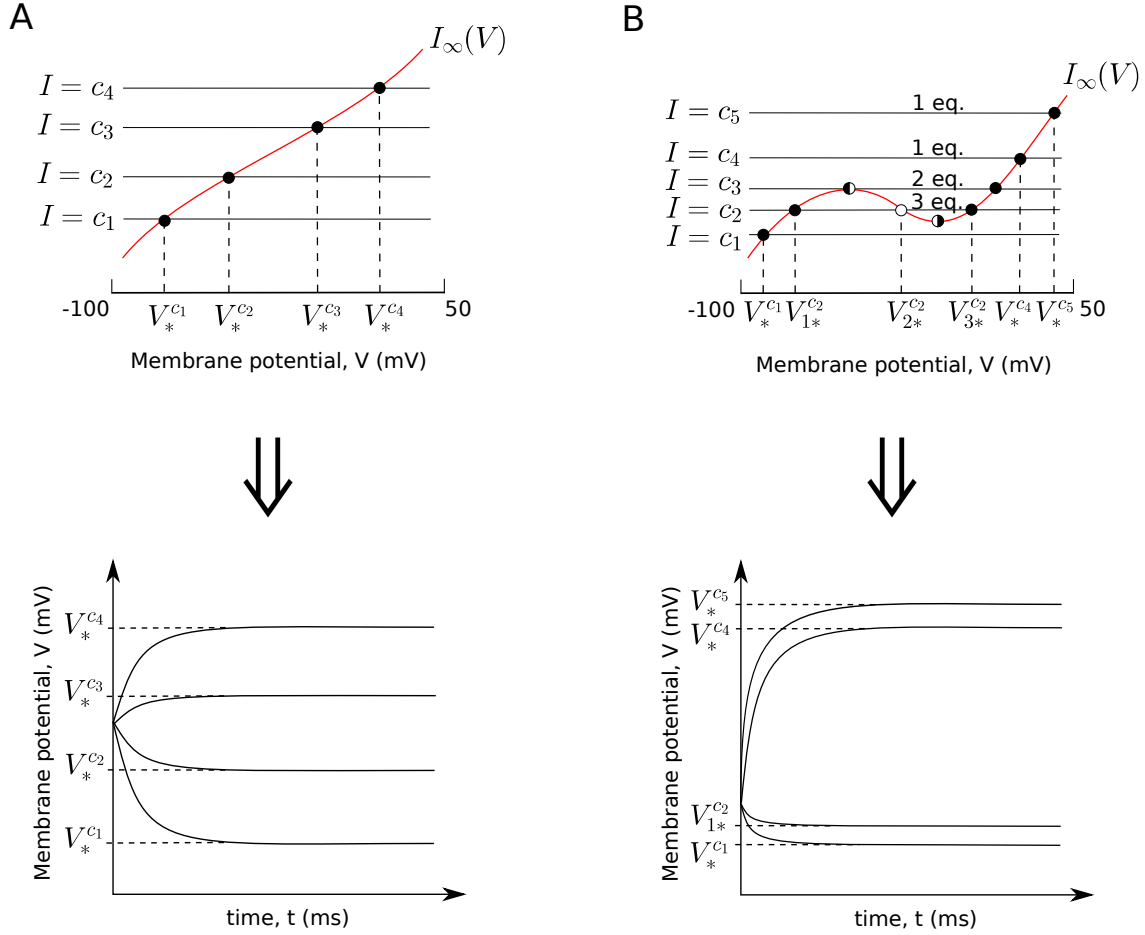 A
I∞(V)
I = c₄
I = c₃
I = c₂
I = c₁
-100
V*^c₁
V*^c₂
V*^c₃
V*^c₄
50
Membrane potential, V (mV)
B
I∞(V)
I = c₅
1 eq.
I = c₄
1 eq.
I = c₃
2 eq.
I = c₂
3 eq.
I = c₁
-100
V*^c₁
V₁*^c₂
V₂*^c₂
V₃*^c₂
V*^c₄
V*^c₅
50
Membrane potential, V (mV)
Membrane potential, V (mV)
V*^c₄
V*^c₃
V*^c₂
V*^c₁
time, t (ms)
Membrane potential, V (mV)
V*^c₅
V*^c₄
V₁*^c₂
V*^c₁
time, t (ms)